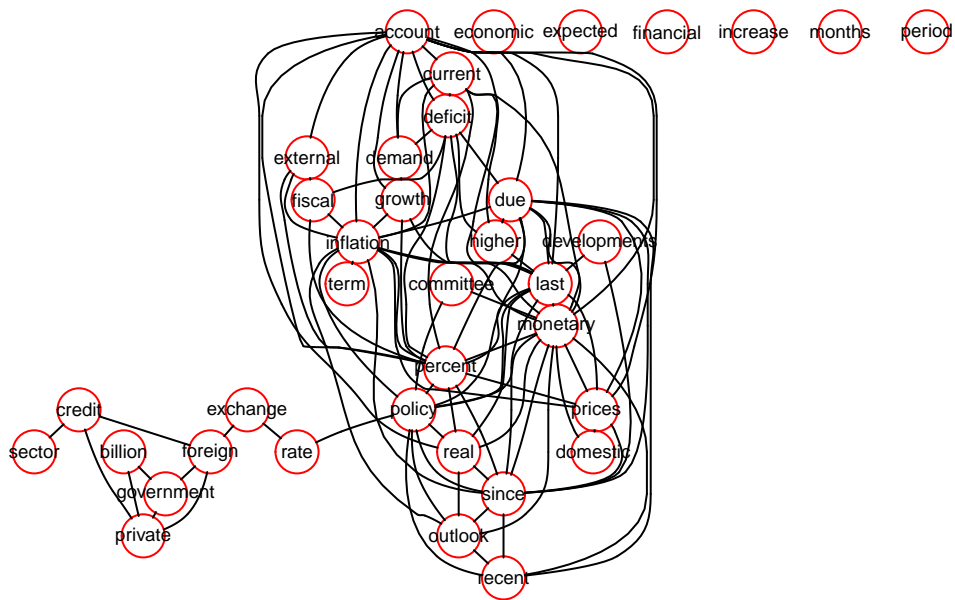 account economic expected financial increase months period
current
deficit
external demand
fiscal growth due
inflation higher developments
term committee last
monetary
percent
credit exchange policy prices
sector billion foreign rate real domestic
government since
private outlook
recent